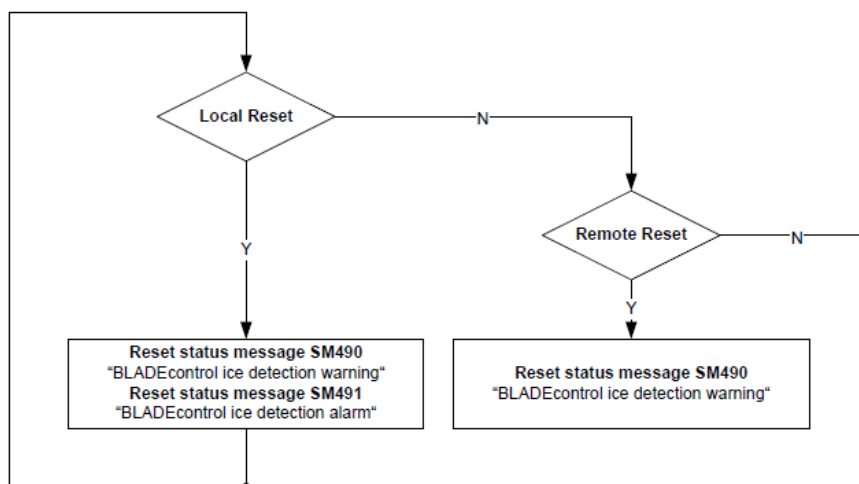 Local Reset
N
Remote Reset
N
Y
Y
Reset status message SM490
“BLADEcontrol ice detection warning“
Reset status message SM491
“BLADEcontrol ice detection alarm“
Reset status message SM490
“BLADEcontrol ice detection warning“